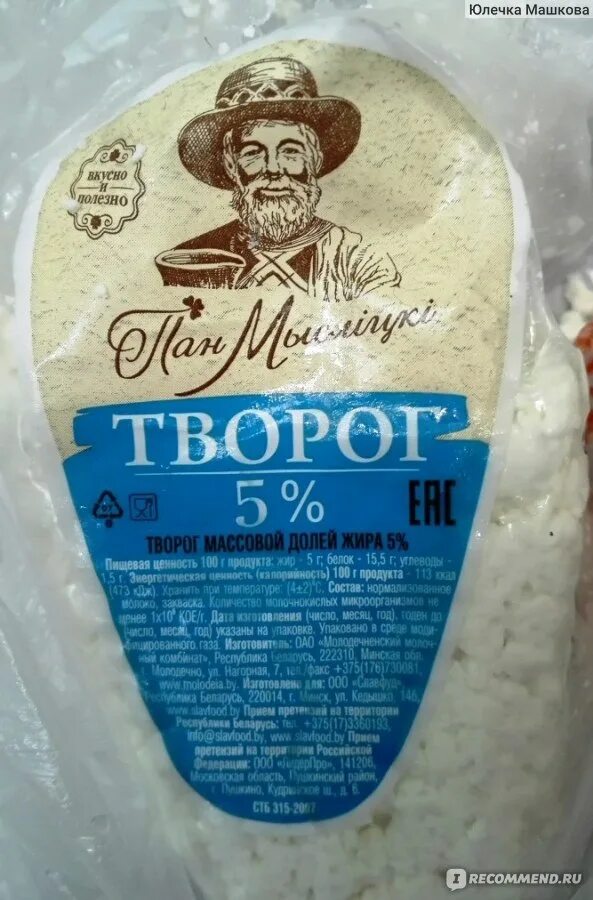 Юлечка Машкова
вкусно
и
полезно
Пан Мыслiцкi
ТВОРОГ
5%
EAC
07
ТВОРОГ МАССОВОЙ ДОЛЕЙ ЖИРА 5%
Пищевая ценность 100 г продукта: жир - 5 г; белок - 15,5 г; углеводы -
1,5 г. Энергетическая ценность (калорийность) 100 г продукта - 113 ккал
(473 кДж). Хранить при температуре: (4±2)°С. Состав: нормализованное
молоко, закваска. Количество молочнокислых микроорганизмов не
менее 1x10⁶ КОЕ/г. Дата изготовления (число, месяц, год), годен до
(число, месяц, год) указаны на упаковке. Упаковано в среде моди-
фицированного газа. Изготовитель: ОАО «Молодечненский молоч-
ный комбинат», Республика Беларусь, 222310, Минская обл.
г. Молодечно, ул. Нагорная, 7, тел./факс +375(176)730081,
www.molodeia.by. Изготовлена для: ООО «Славфуд»,
Республика Беларусь, 220014, г. Минск, ул. Кедышко, 14б,
www.slavfood.by Прием претензий на территории
Республики Беларусь: тел. +375(17)3360193,
info@slavfood.by, www.slavfood.by Прием
претензий на территории Российской
Федерации: ООО «ЛидерПро», 141206,
Московская область, Пушкинский район,
г. Пушкино, Кудринское ш., д. 6.
СТБ 315-2007
IRECOMMEND.RU